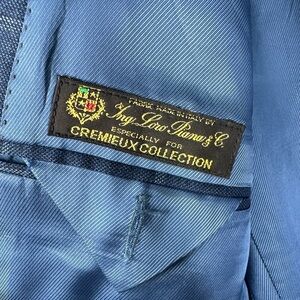 FABRIC MADE IN ITALY BY
Ing. Loro Piana & C.
ESPECIALLY FOR
CREMIEUX COLLECTION